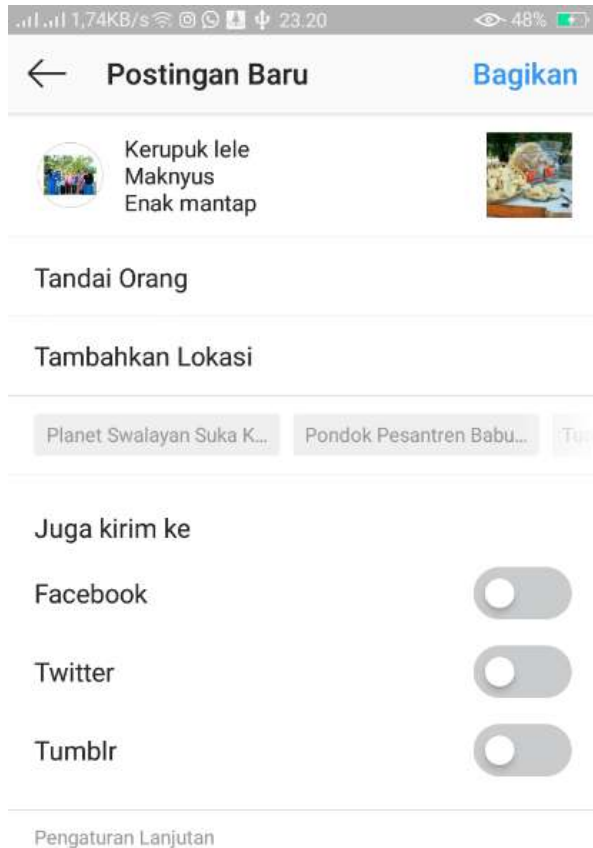 1,74KB/s 23.20 48%
Postingan Baru Bagikan
Kerupuk lele
Maknyus
Enak mantap
Tandai Orang
Tambahkan Lokasi
Planet Swalayan Suka K... Pondok Pesantren Babu...
Juga kirim ke
Facebook
Twitter
Tumblr
Pengaturan Lanjutan